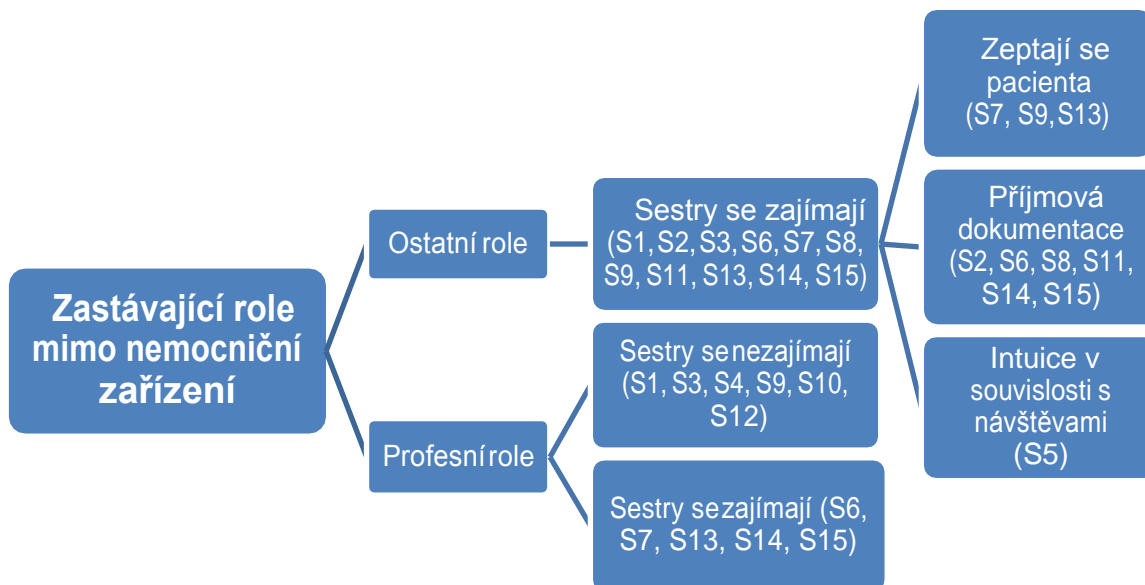 Zastávající role
mimo nemocniční
zařízení
Ostatní role
Profesní role
Sestry se zajímají
(S1, S2, S3, S6, S7, S8,
S9, S11, S13, S14, S15)
Sestry se nezajímají
(S1, S3, S4, S9, S10,
S12)
Sestry se zajímají (S6,
S7, S13, S14, S15)
Zeptají se
pacienta
(S7, S9, S13)
Příjmová
dokumentace
(S2, S6, S8, S11,
S14, S15)
Intuice v
souvislosti s
návštěvami
(S5)